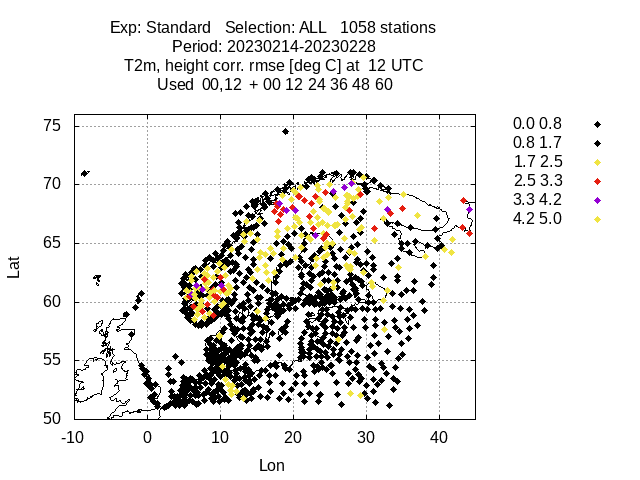 Exp: Standard   Selection: ALL   1058 stations
Period: 20230214-20230228
T2m, height corr. rmse [deg C] at  12 UTC
Used  00,12  + 00 12 24 36 48 60
75
70
65
60
55
50
-10 0 10 20 30 40
Lat
Lon
0.0 0.8
0.8 1.7
1.7 2.5
2.5 3.3
3.3 4.2
4.2 5.0